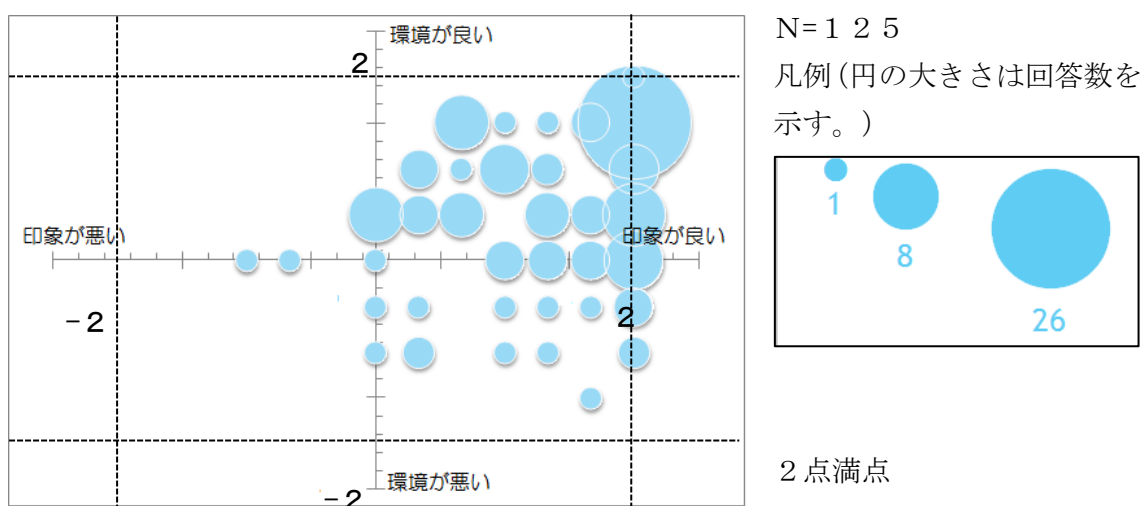 環境が良い
2
印象が悪い
印象が良い
-2
2
環境が悪い
-2
N=125
凡例(円の大きさは回答数を
示す。)
1
8
26
2点満点